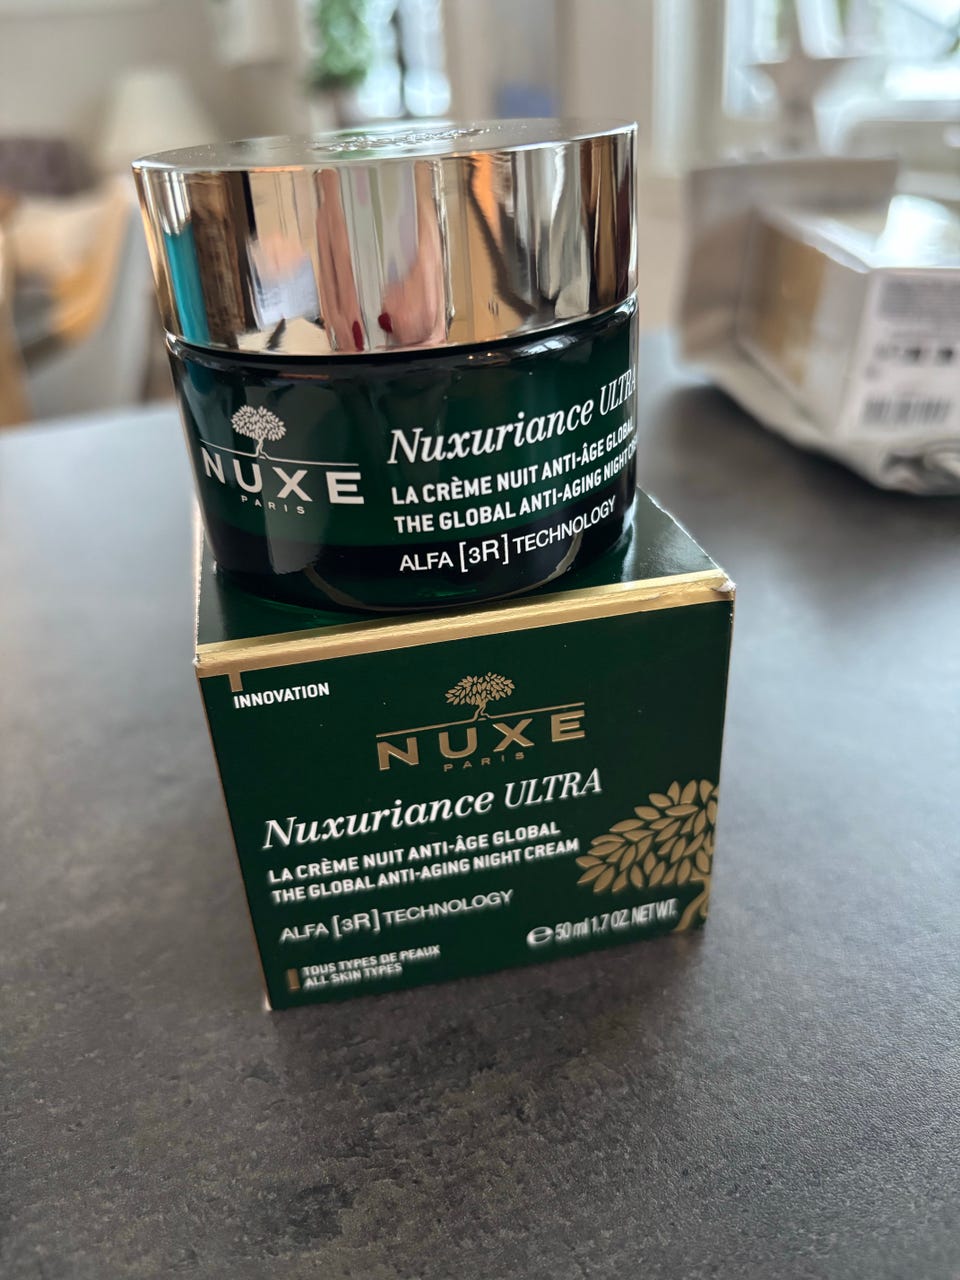 NUXE
PARIS
Nuxuriance ULTRA
LA CRÈME NUIT ANTI-ÂGE GLOBAL
THE GLOBAL ANTI-AGING NIGHT
ALFA [3R] TECHNOLOGY
INNOVATION
NUXE
PARIS
Nuxuriance ULTRA
LA CRÈME NUIT ANTI-ÂGE GLOBAL
THE GLOBAL ANTI-AGING NIGHT CREAM
ALFA [3R] TECHNOLOGY
TOUS TYPES DE PEAUX
ALL SKIN TYPES
℮ 50 ml 1.7 OZ. NET WT.